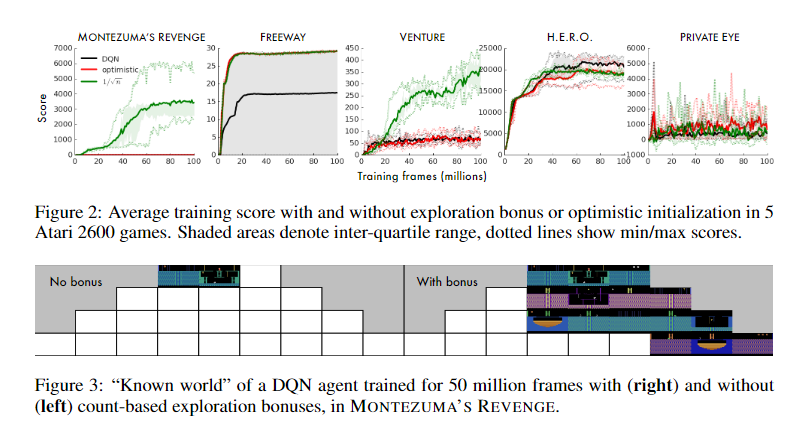 MONTEZUMA'S REVENGE FREEWAY VENTURE H.E.R.O. PRIVATE EYE
7000 30 450 25000 6000
6000 25 400 20000 5000
5000 20 350 15000 4000
4000 15 300 10000 3000
3000 10 250 5000 2000
2000 5 200 0 1000
1000 0 150 0
0 100 1000
50
0
DQN
optimistic
1/√n
Score
0 20 40 60 80 100 0 20 40 60 80 100 0 20 40 60 80 100 0 20 40 60 80 100 0 20 40 60 80 100
Training frames (millions)
Figure 2: Average training score with and without exploration bonus or optimistic initialization in 5
Atari 2600 games. Shaded areas denote inter-quartile range, dotted lines show min/max scores.
No bonus With bonus
Figure 3: “Known world” of a DQN agent trained for 50 million frames with (right) and without
(left) count-based exploration bonuses, in MONTEZUMA'S REVENGE.